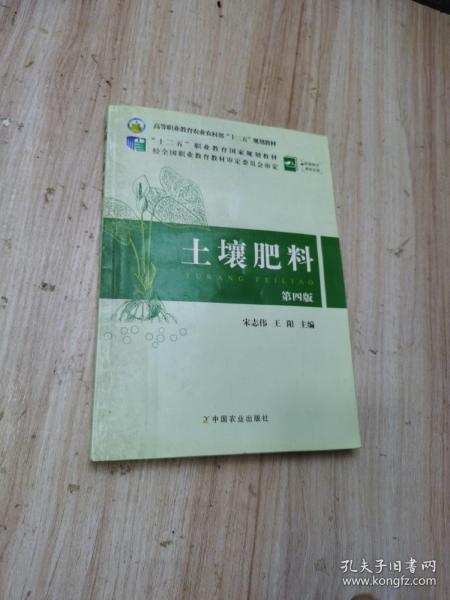 高等职业教育农业农村部“十三五”规划教材
“十二五”职业教育国家规划教材
经全国职业教育教材审定委员会审定
土壤肥料
TURANG FEILIAO
第四版
宋志伟 王 阳 主编
中国农业出版社
孔夫子旧书网
www.kongfz.com